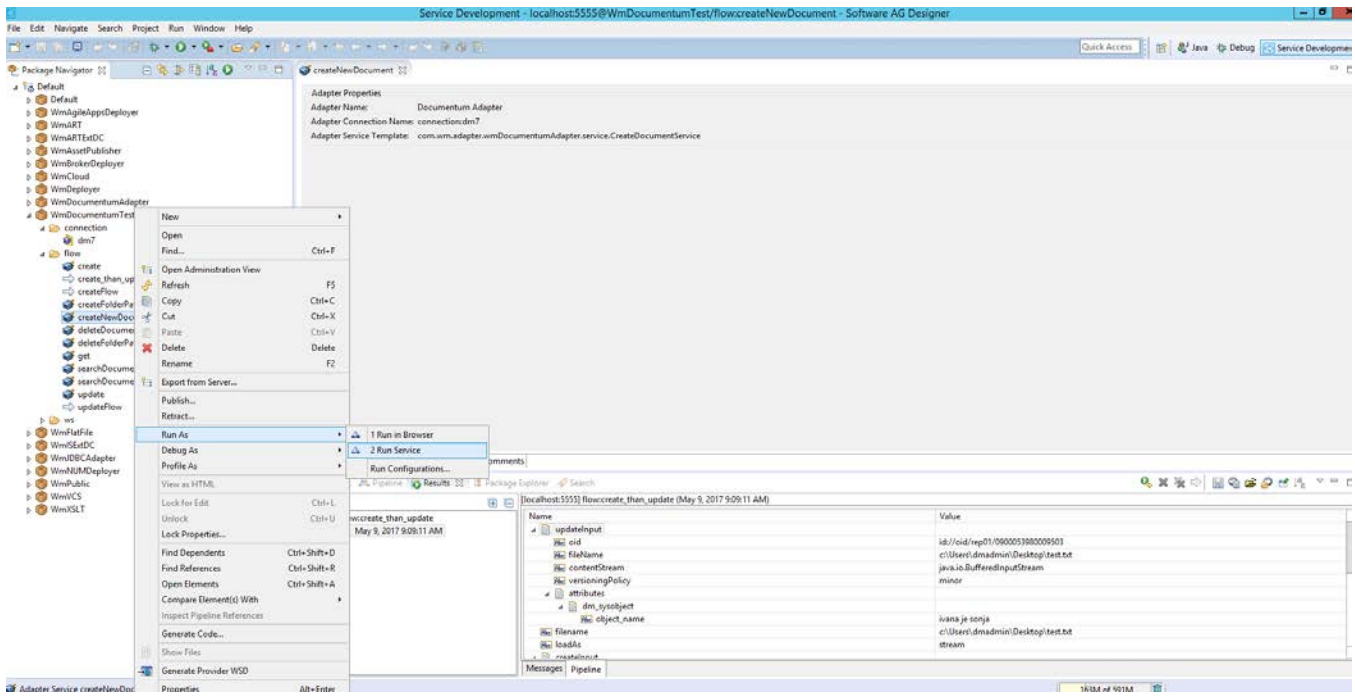 Service Development - localhost:5555@WmDocumentumTest/flow:createNewDocument - Software AG Designer
File Edit Navigate Search Project Run Window Help
Quick Access
Java
Debug
Service Developmen
Package Navigator
Default
Default
WmAgileAppsDeployer
WmART
WmARTExtDC
WmAssetPublisher
WmBrokerDeployer
WmCloud
WmDeployer
WmDocumentumAdapter
WmDocumentumTest
connection
dm7
flow
create
create_than_up
createFlow
createFolderPa
createNewDoc
deleteDocume
deleteFolderPa
get
searchDocume
searchDocume
update
updateFlow
ws
WmFlatFile
WmISExtDC
WmJDBCAdapter
WmNUMDeployer
WmPublic
WmVCS
WmXSLT
createNewDocument
Adapter Properties
Adapter Name: Documentum Adapter
Adapter Connection Name: connection:dm7
Adapter Service Template: com.wm.adapter.wmDocumentumAdapter.service.CreateDocumentService
New
Open
Find... Ctrl+F
Open Administration View
Refresh F5
Copy Ctrl+C
Cut Ctrl+X
Paste Ctrl+V
Delete Delete
Rename F2
Export from Server...
Publish...
Retract...
Run As
Debug As
Profile As
View as HTML
Lock for Edit Ctrl+L
Unlock Ctrl+U
Lock Properties...
Find Dependents Ctrl+Shift+D
Find References Ctrl+Shift+R
Open Elements Ctrl+Shift+A
Compare Element(s) With
Inspect Pipeline References
Generate Code...
Show Files
Generate Provider WSD
Properties Alt+Enter
1 Run in Browser
2 Run Service
Run Configurations...
omments
Pipeline
Results
Package Explorer
Search
w:create_than_update
May 9, 2017 9:09:11 AM)
[localhost:5555] flow:create_than_update (May 9, 2017 9:09:11 AM)
Name Value
updateInput
oid id://oid/rep01/0900053980009503
fileName c:\Users\dmadmin\Desktop\test.txt
contentStream java.io.BufferedInputStream
versioningPolicy minor
attributes
dm_sysobject
object_name ivana je sonja
filename c:\Users\dmadmin\Desktop\test.txt
loadAs stream
createInput
Messages Pipeline
Adapter Service createNewDoc
163M of 591M